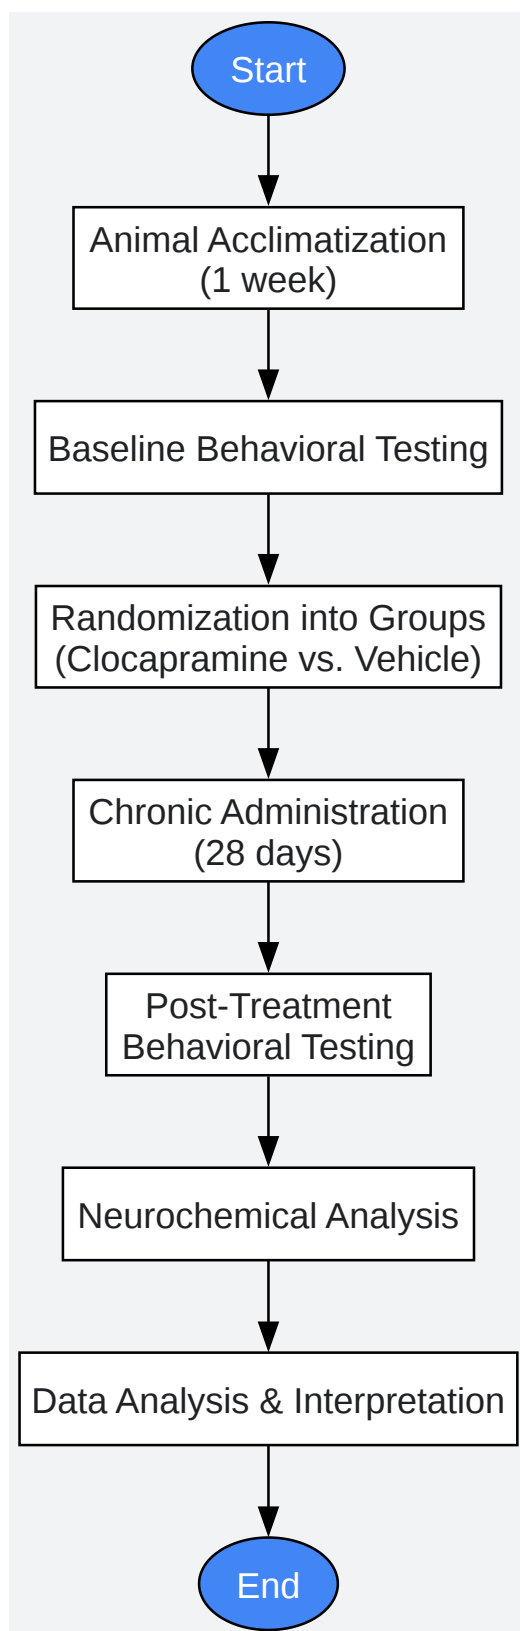 Start
Animal Acclimatization
(1 week)
Baseline Behavioral Testing
Randomization into Groups
(Clocapramine vs. Vehicle)
Chronic Administration
(28 days)
Post-Treatment
Behavioral Testing
Neurochemical Analysis
Data Analysis & Interpretation
End